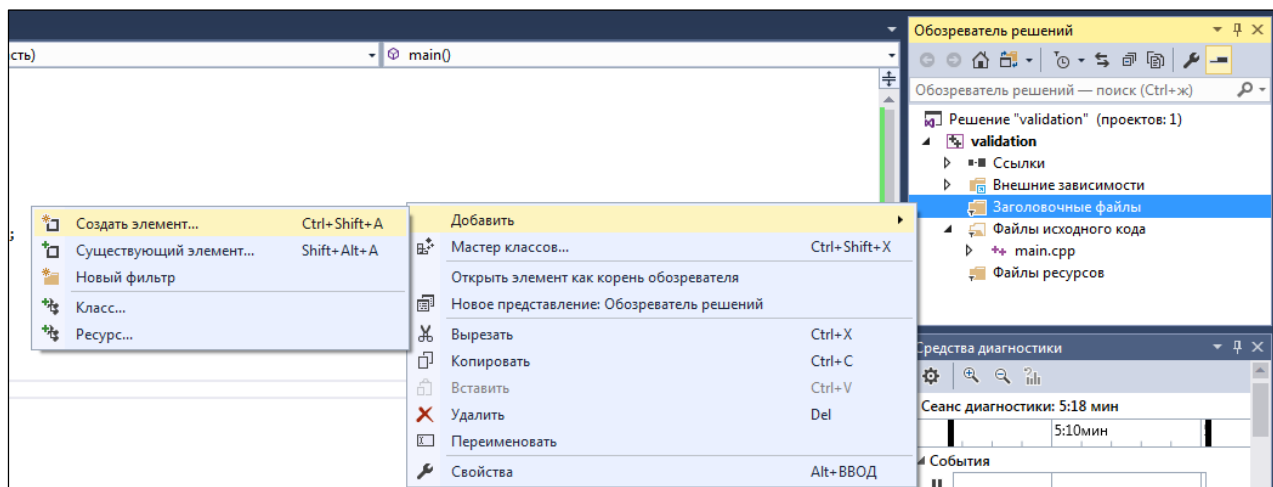 сть)
main()
;
Создать элемент... Ctrl+Shift+A
Существующий элемент... Shift+Alt+A
Новый фильтр
Класс...
Ресурс...
Добавить
Мастер классов... Ctrl+Shift+X
Открыть элемент как корень обозревателя
Новое представление: Обозреватель решений
Вырезать Ctrl+X
Копировать Ctrl+C
Вставить Ctrl+V
Удалить Del
Переименовать
Свойства Alt+ВВОД
Обозреватель решений
Обозреватель решений — поиск (Ctrl+ж)
Решение "validation" (проектов: 1)
validation
Ссылки
Внешние зависимости
Заголовочные файлы
Файлы исходного кода
++ main.cpp
Файлы ресурсов
Средства диагностики
Сеанс диагностики: 5:18 мин
5:10мин
События